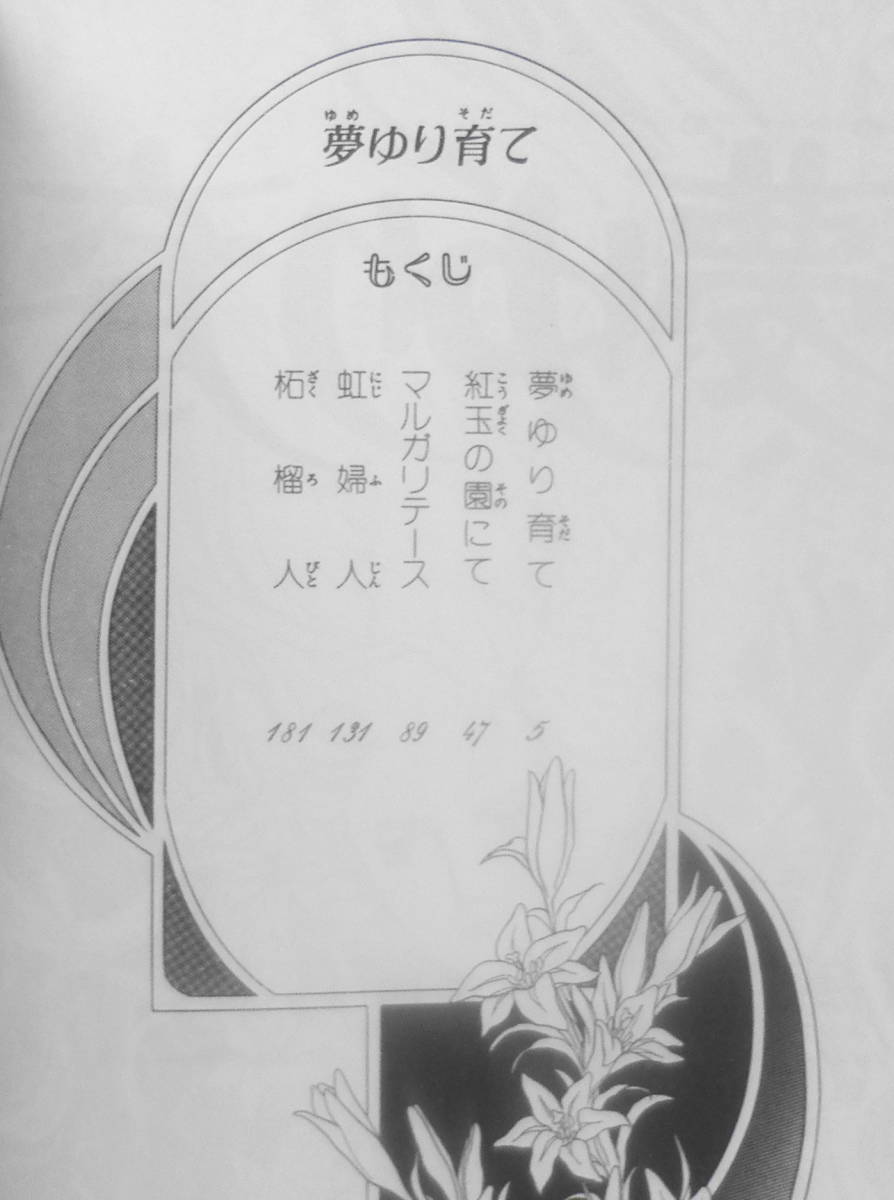 夢ゆり育て
もくじ
夢ゆり育て 5
紅玉の園にて 47
マルガリテース 89
虹婦人 131
柘榴人 181